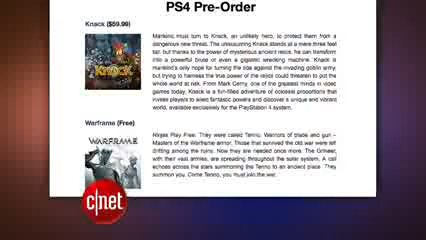 PS4 Pre-Order
Knack ($59.99)
Mankind must turn to Knack, an unlikely hero, to protect them from a
dangerous new threat. The unassuming Knack stands at a mere three feet
tall, but thanks to the power of mysterious ancient relics, he can transform
into a powerful brute or even a gigantic wrecking machine. Knack is
mankind's only hope for turning the tide against the invading goblin army,
but trying to harness the true power of the relics could threaten to put the
whole world at risk. From Mark Cerny, one of the greatest minds in video
games today, Knack is a fun-filled adventure of colossal proportions that
invites players to wield fantastic powers and discover a unique and vibrant
world, available exclusively for the PlayStation 4 system.
KNACK
Warframe (Free)
Ninjas Play Free: They were called Tenno. Warriors of blade and gun –
Masters of the Warframe armor. Those that survived the old war were left
drifting among the ruins. Now they are needed once more. The Grineer,
with their vast armies, are spreading throughout the solar system. A call
echoes across the stars summoning the Tenno to an ancient place. They
summon you. Come Tenno, you must join the war.
WARFRAME
c|net